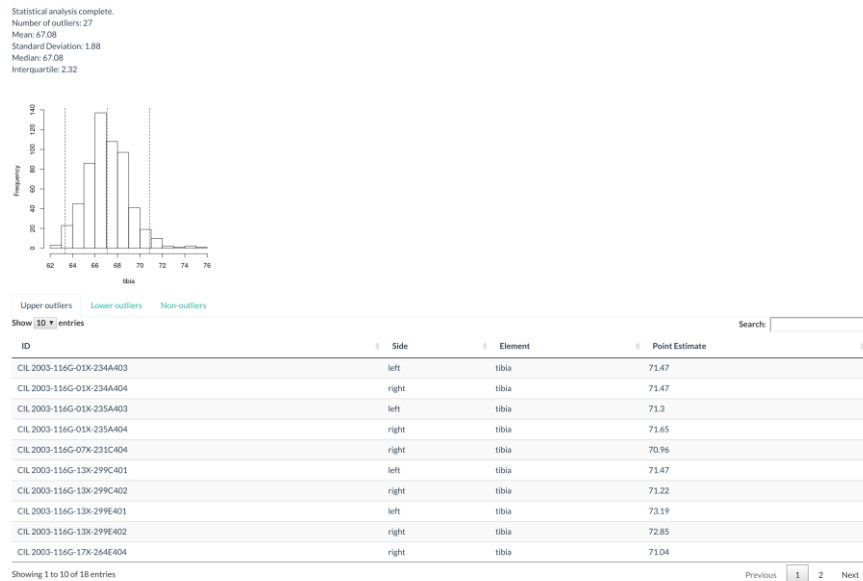 Statistical analysis complete.
Number of outliers: 27
Mean: 67.08
Standard Deviation: 1.88
Median: 67.08
Interquartile: 2.32
Frequency
140
120
100
80
60
40
20
0
62 64 66 68 70 72 74 76
tibia
Upper outliers Lower outliers Non-outliers
Show 10 entries Search:
ID Side Element Point Estimate
CIL 2003-116G-01X-234A403 left tibia 71.47
CIL 2003-116G-01X-234A404 right tibia 71.47
CIL 2003-116G-01X-235A403 left tibia 71.3
CIL 2003-116G-01X-235A404 right tibia 71.65
CIL 2003-116G-07X-231C404 right tibia 70.96
CIL 2003-116G-13X-299C401 left tibia 71.47
CIL 2003-116G-13X-299C402 right tibia 71.22
CIL 2003-116G-13X-299E401 left tibia 73.19
CIL 2003-116G-13X-299E402 right tibia 72.85
CIL 2003-116G-17X-264E404 right tibia 71.04
Showing 1 to 10 of 18 entries Previous 1 2 Next